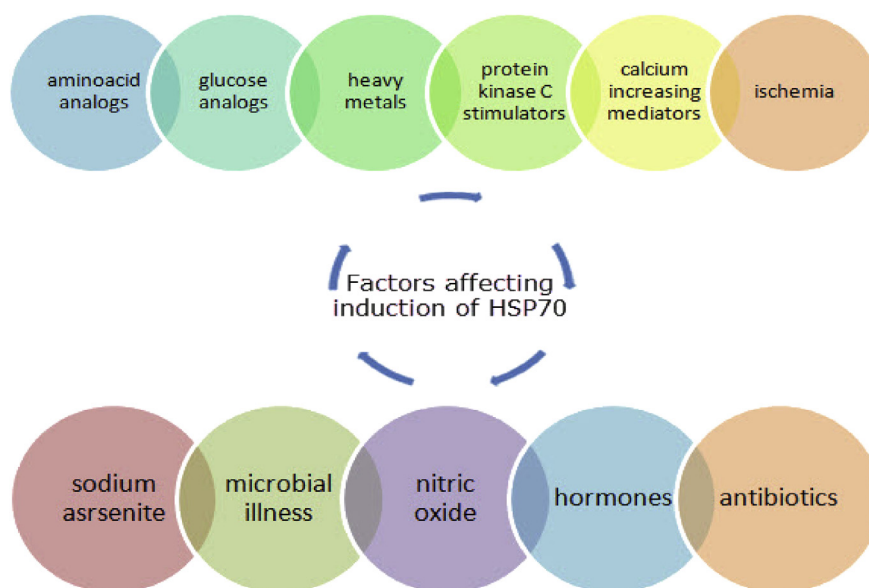 aminoacid
analogs
glucose
analogs
heavy
metals
protein
kinase C
stimulators
calcium
increasing
mediators
ischemia
Factors affecting
induction of HSP70
sodium
asrsenite
microbial
illness
nitric
oxide
hormones
antibiotics